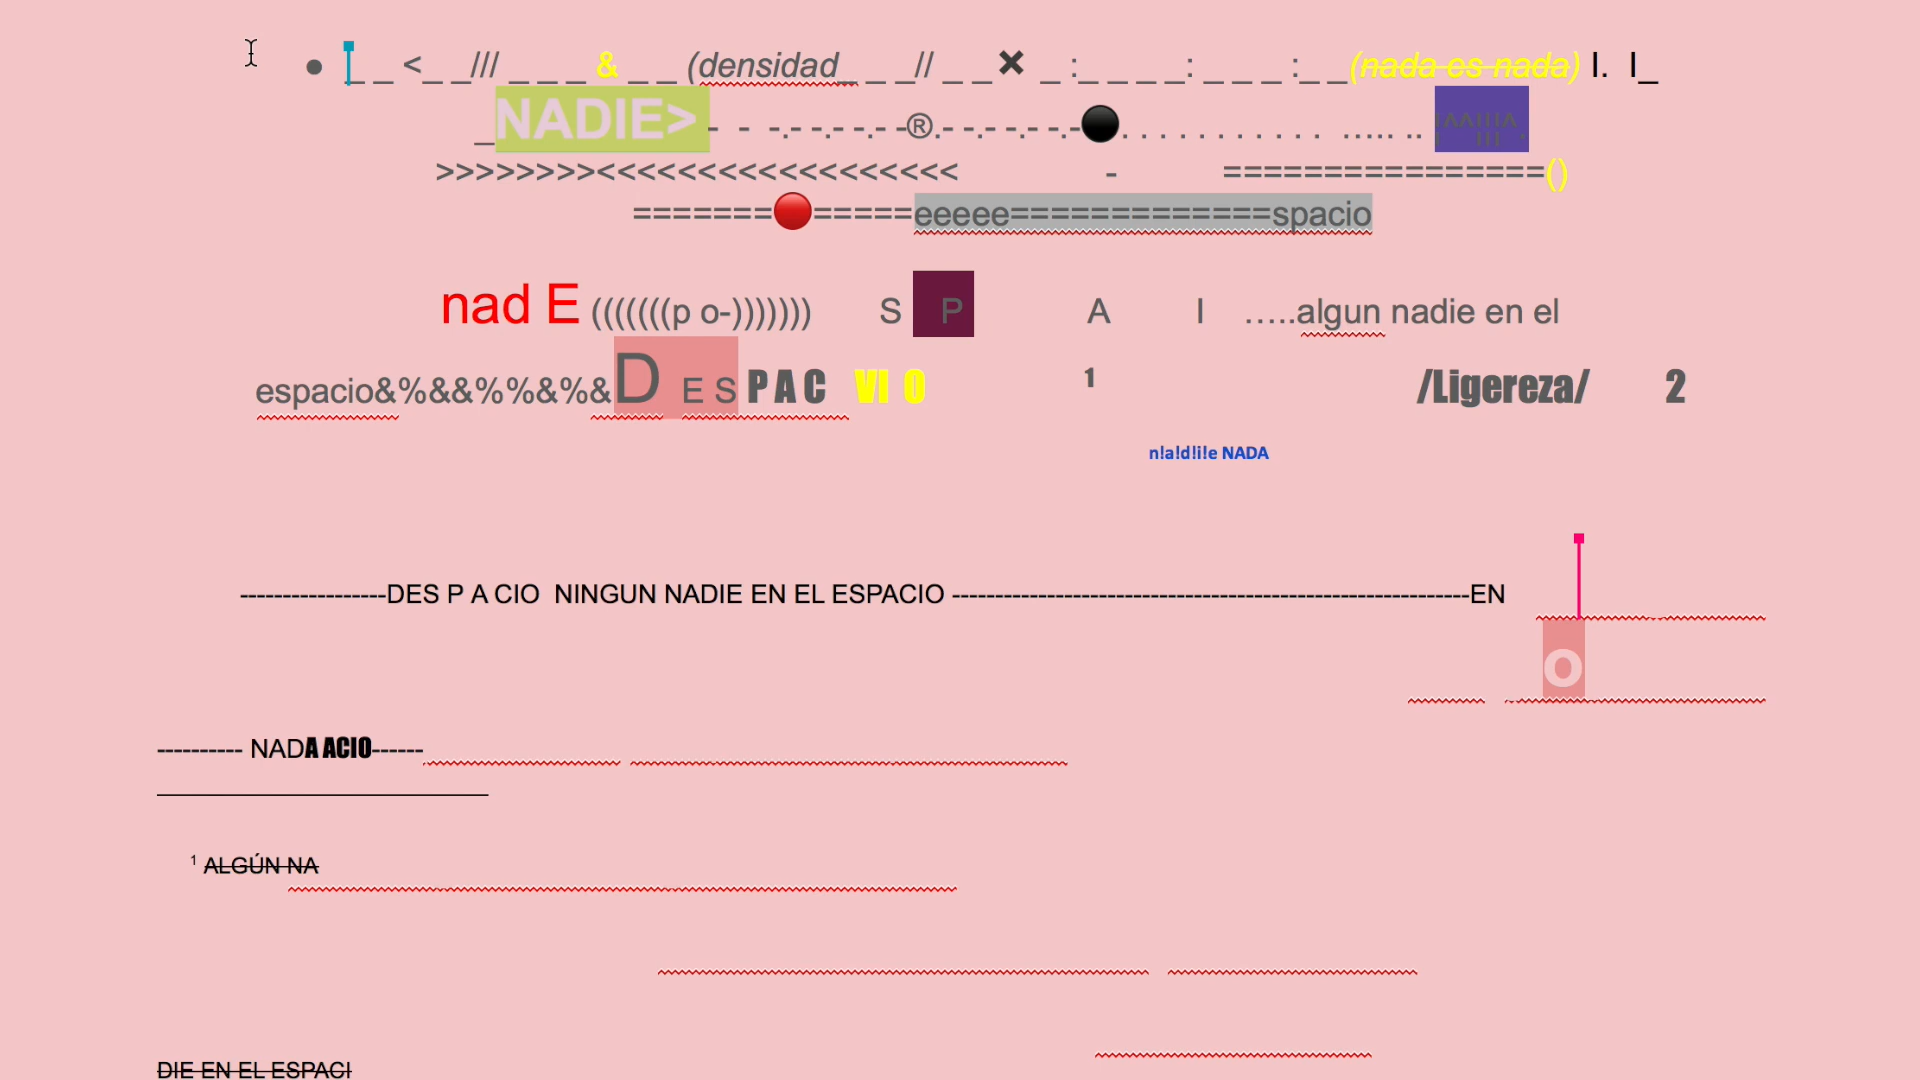 ● _ _ <_ _/// _ _ _ & _ _ (densidad_ _ _// _ _ ✖ _ :_ _ _ _: _ _ _ :_ _(nada es nada) I. I_
_NADIE>- - -.- -.- -.- -®.- -.- -.- -.-⚫. . . . . . . . . . . ….. ..
>>>>>>>><<<<<<<<<<<<<<<<<< - ================()
=======🔴=====eeeee=============spacio
nad E (((((((p o-))))))) S P A I …..algun nadie en el
espacio&%&&%%&%&D E S P A C VI O 1 /Ligereza/ 2
n!a!d!i!e NADA
-----------------DES P A CIO NINGUN NADIE EN EL ESPACIO -------------------------------------------------------------EN
O
---------- NADA ACIO------
1 ALGÚN NA
DIE EN EL ESPACI